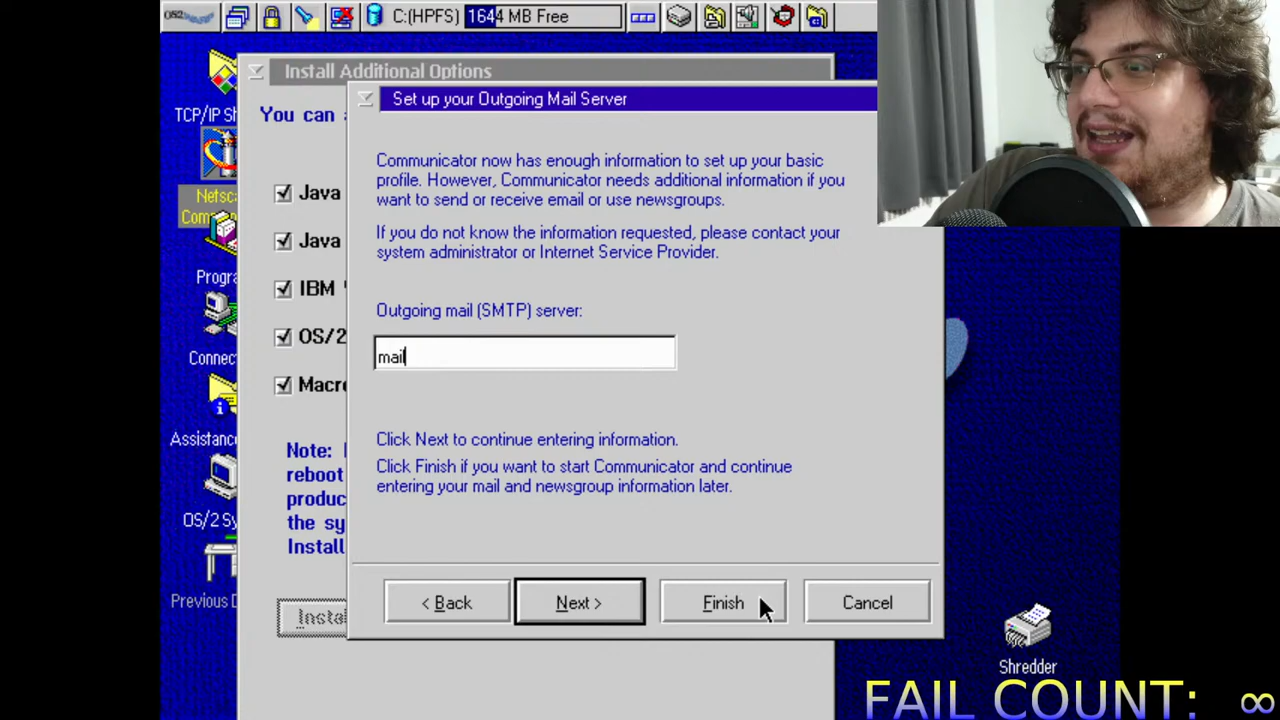 OS2
C:(HPFS) 1644 MB Free
Install Additional Options
Set up your Outgoing Mail Server
TCP/IP Sh
You can
Communicator now has enough information to set up your basic
profile. However, Communicator needs additional information if you
want to send or receive email or use newsgroups.
Java
Netsc
Comm
If you do not know the information requested, please contact your
system administrator or Internet Service Provider.
Java
Progra
IBM
Outgoing mail (SMTP) server:
OS/2
mail
Connec
Macro
Assistance
Click Next to continue entering information.
Note:
Click Finish if you want to start Communicator and continue
entering your mail and newsgroup information later.
reboot
produc
OS/2 Sy
the sy
Install
Previous D
< Back
Next >
Finish
Cancel
Insta
Shredder
FAIL COUNT: ∞